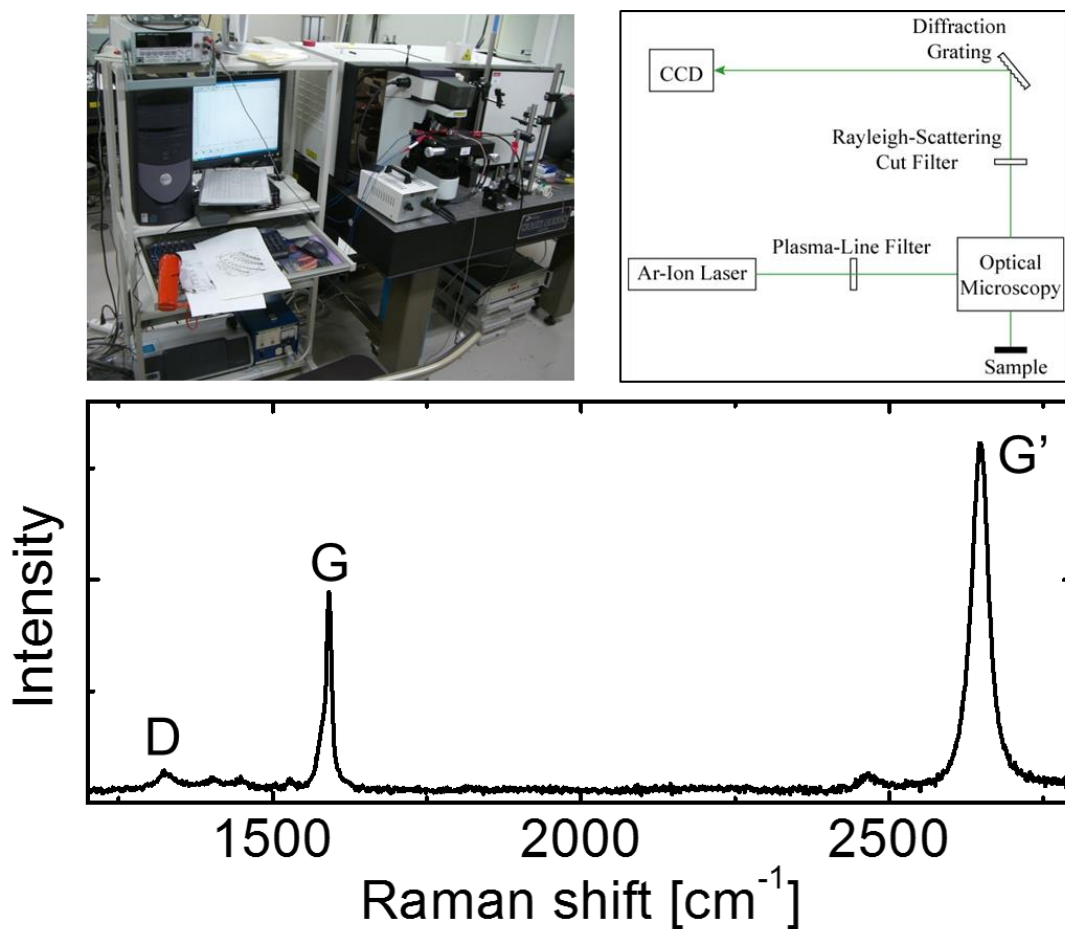 Diffraction
Grating
CCD
Rayleigh-Scattering
Cut Filter
Plasma-Line Filter
Ar-Ion Laser
Optical
Microscopy
Sample
G’
G
D
Intensity
1500
2000
2500
Raman shift [cm⁻¹]